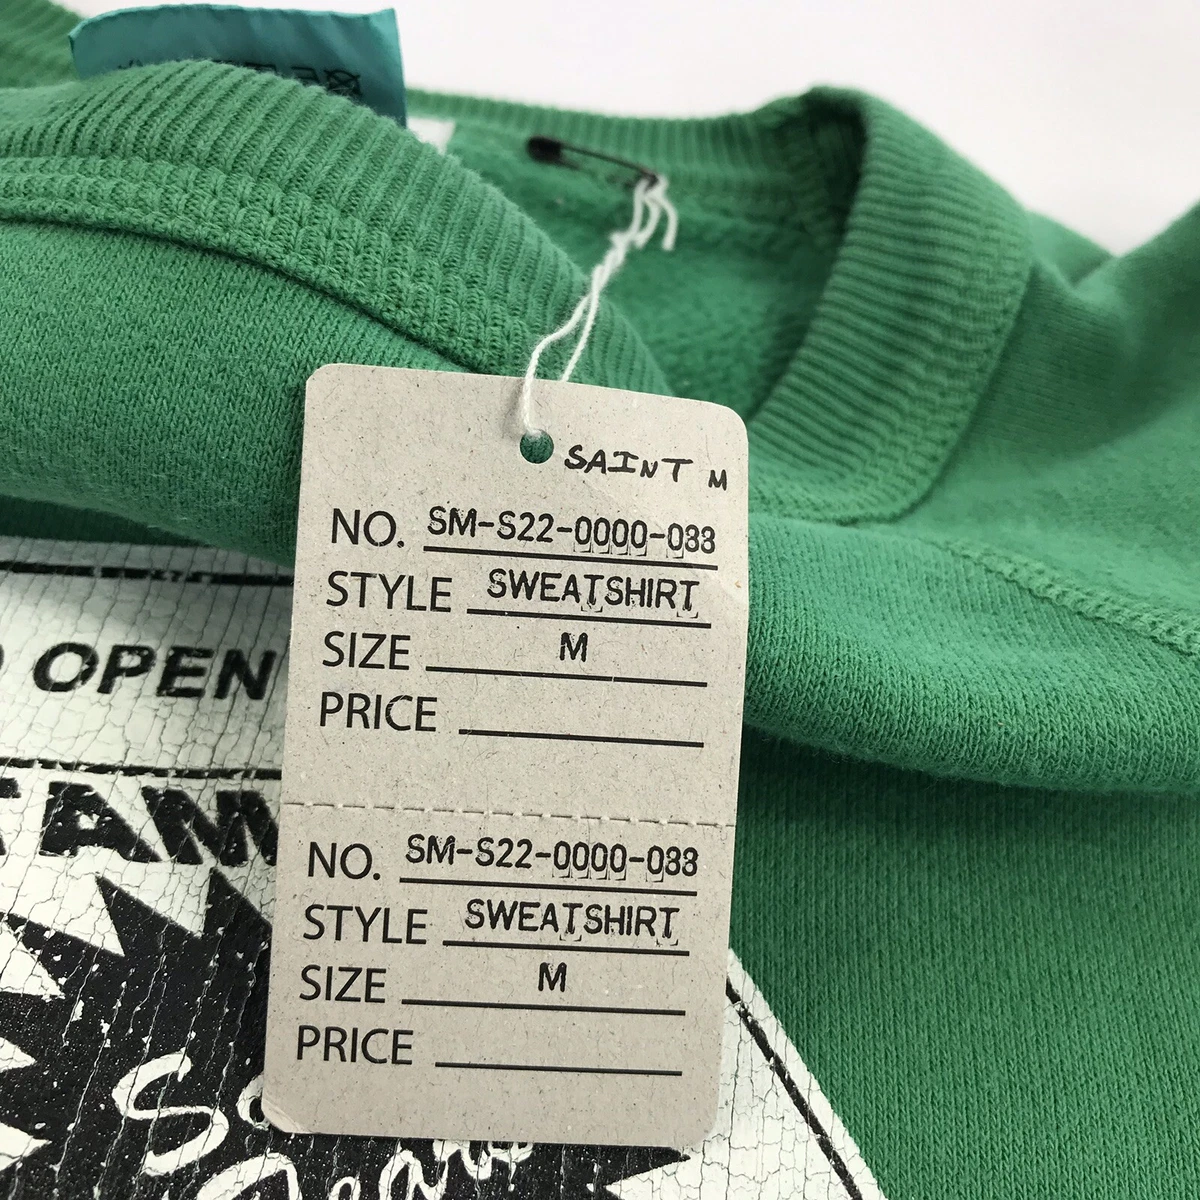 SAINT M
NO. SM-S22-0000-088
STYLE SWEATSHIRT
SIZE M
PRICE
NO. SM-S22-0000-088
STYLE SWEATSHIRT
SIZE M
PRICE
OPEN